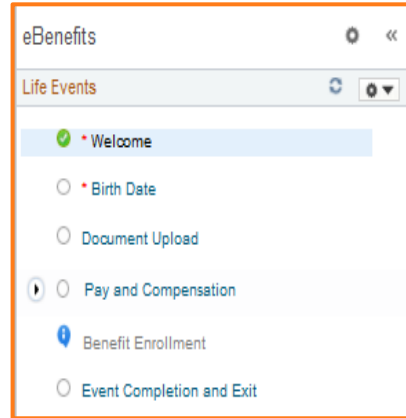 eBenefits «
Life Events
* Welcome
* Birth Date
Document Upload
Pay and Compensation
Benefit Enrollment
Event Completion and Exit